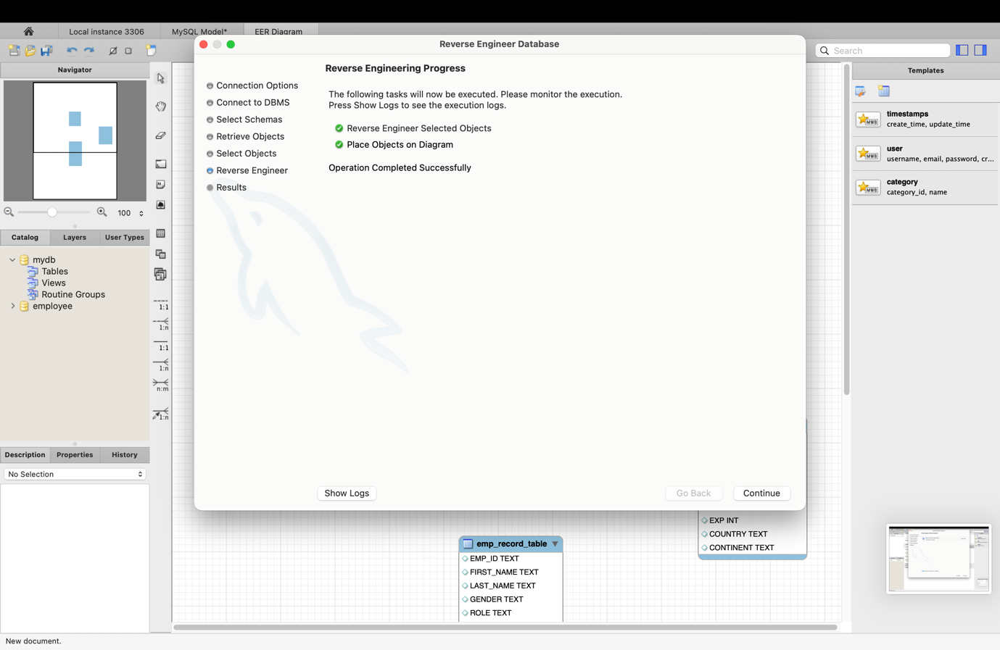 Local instance 3306
MySQL Model*
EER Diagram
Search
Navigator
100
Catalog
Layers
User Types
mydb
Tables
Views
Routine Groups
employee
Description
Properties
History
No Selection
New document.
1:1
1:n
1:1
1:n
n:m
1:n
Reverse Engineer Database
Connection Options
Connect to DBMS
Select Schemas
Retrieve Objects
Select Objects
Reverse Engineer
Results
Reverse Engineering Progress
The following tasks will now be executed. Please monitor the execution.
Press Show Logs to see the execution logs.
Reverse Engineer Selected Objects
Place Objects on Diagram
Operation Completed Successfully
Show Logs
Go Back
Continue
emp_record_table
EMP_ID TEXT
FIRST_NAME TEXT
LAST_NAME TEXT
GENDER TEXT
ROLE TEXT
EXP INT
COUNTRY TEXT
CONTINENT TEXT
Templates
MWB
timestamps
create_time, update_time
MWB
user
username, email, password, cr...
MWB
category
category_id, name